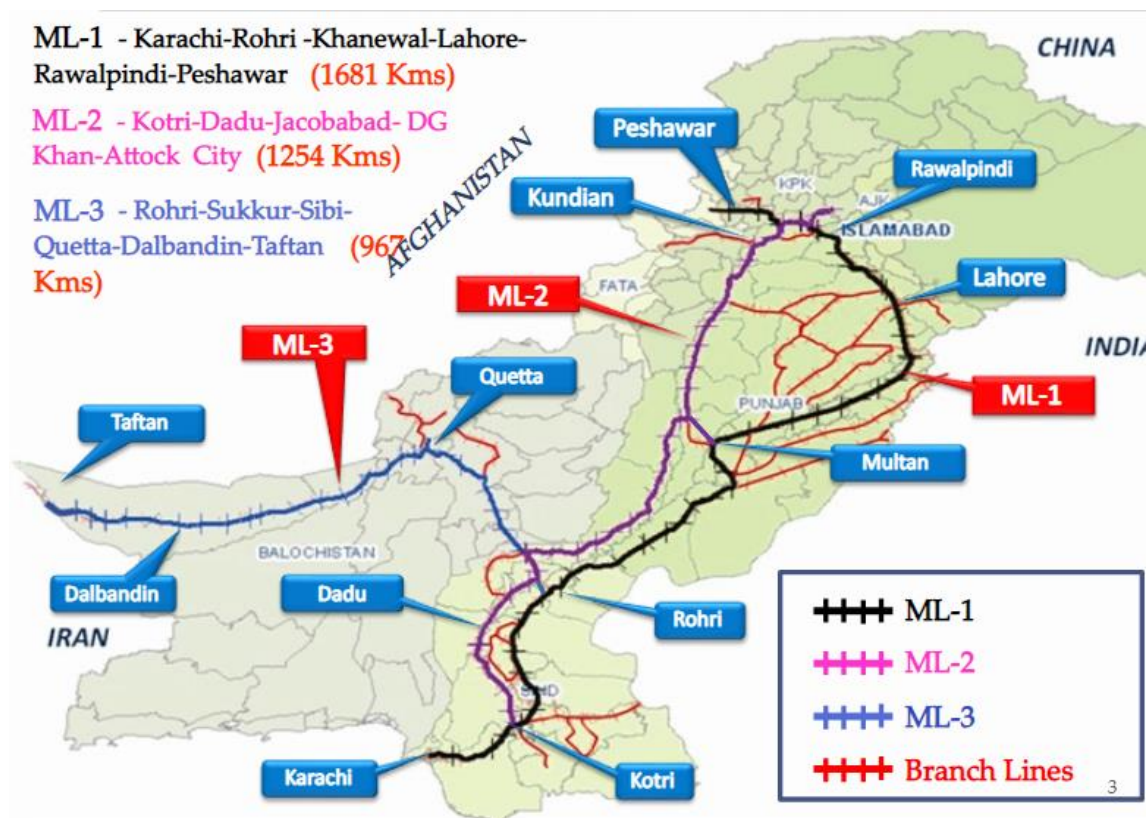 ML-1 - Karachi-Rohri -Khanewal-Lahore-
Rawalpindi-Peshawar (1681 Kms)
ML-2 - Kotri-Dadu-Jacobabad- DG
Khan-Attock City (1254 Kms)
ML-3 - Rohri-Sukkur-Sibi-
Quetta-Dalbandin-Taftan (967
Kms)
CHINA
AFGHANISTAN
Peshawar
KPK
Rawalpindi
Kundian
AJK
ISLAMABAD
Lahore
FATA
ML-2
INDIA
ML-3
Quetta
PUNJAB
ML-1
Taftan
Multan
BALOCHISTAN
Dalbandin
Dadu
Rohri
IRAN
SIND
Karachi
Kotri
ML-1
ML-2
ML-3
Branch Lines
3